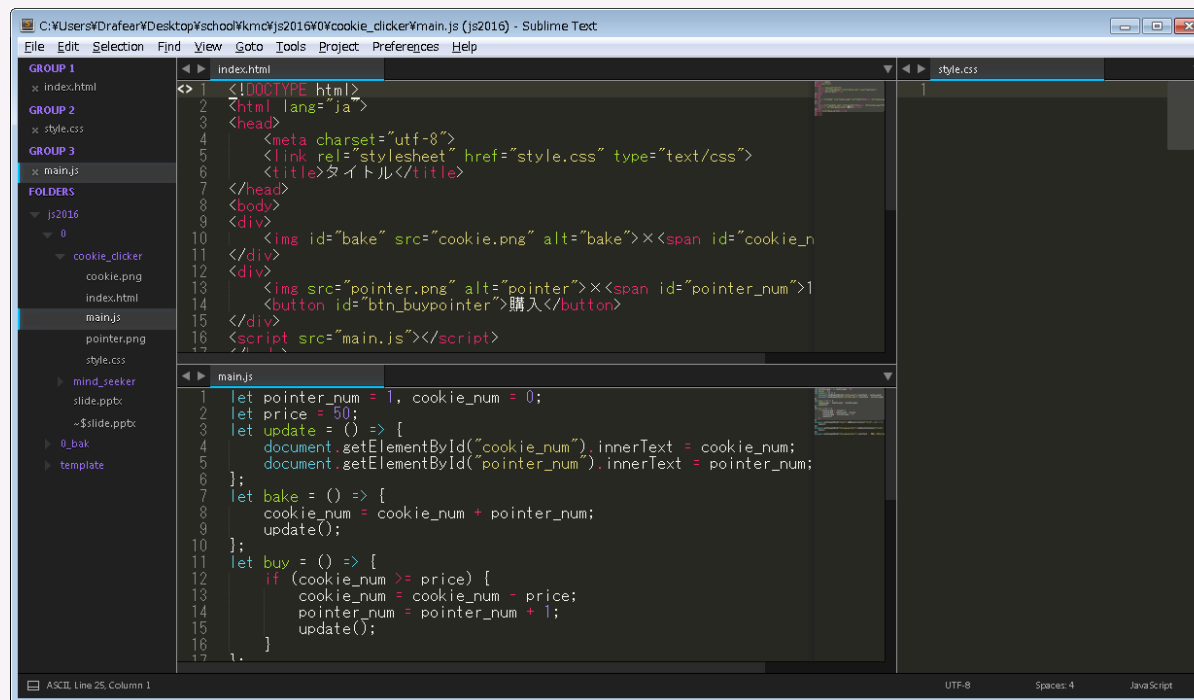 C:¥Users¥Drafear¥Desktop¥school¥kmc¥js2016¥0¥cookie_clicker¥main.js (js2016) - Sublime Text
File Edit Selection Find View Goto Tools Project Preferences Help
GROUP 1
× index.html
GROUP 2
× style.css
GROUP 3
× main.js
FOLDERS
js2016
0
cookie_clicker
cookie.png
index.html
main.js
pointer.png
style.css
mind_seeker
slide.pptx
~$slide.pptx
0_bak
template
index.html
<> 1 <!DOCTYPE html>
2 <html lang="ja">
3 <head>
4     <meta charset="utf-8">
5     <link rel="stylesheet" href="style.css" type="text/css">
6     <title>タイトル</title>
7 </head>
8 <body>
9 <div>
10     <img id="bake" src="cookie.png" alt="bake">×<span id="cookie_n
11 </div>
12 <div>
13     <img src="pointer.png" alt="pointer">×<span id="pointer_num">1
14     <button id="btn_buypointer">購入</button>
15 </div>
16 <script src="main.js"></script>
main.js
1 let pointer_num = 1, cookie_num = 0;
2 let price = 50;
3 let update = () => {
4     document.getElementById("cookie_num").innerText = cookie_num;
5     document.getElementById("pointer_num").innerText = pointer_num;
6 };
7 let bake = () => {
8     cookie_num = cookie_num + pointer_num;
9     update();
10 };
11 let buy = () => {
12     if (cookie_num >= price) {
13         cookie_num = cookie_num - price;
14         pointer_num = pointer_num + 1;
15         update();
16     }
17 };
style.css
1
ASCII, Line 25, Column 1
UTF-8 Spaces: 4 JavaScript